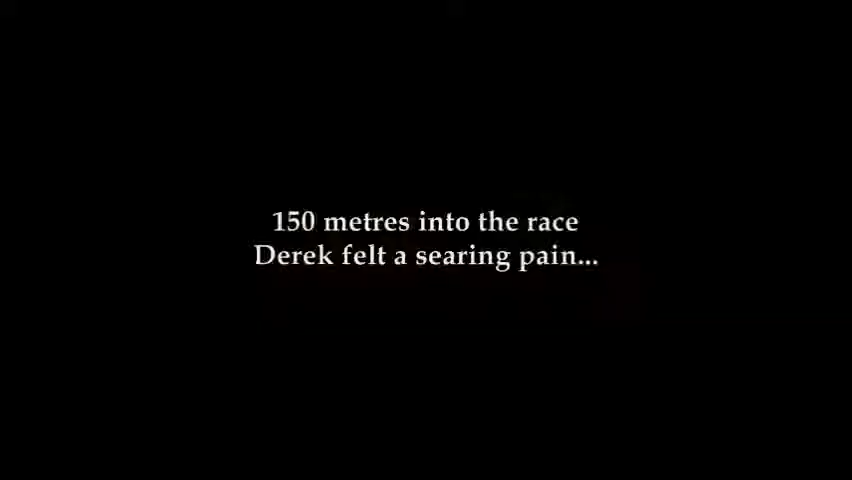 150 metres into the race
Derek felt a searing pain...